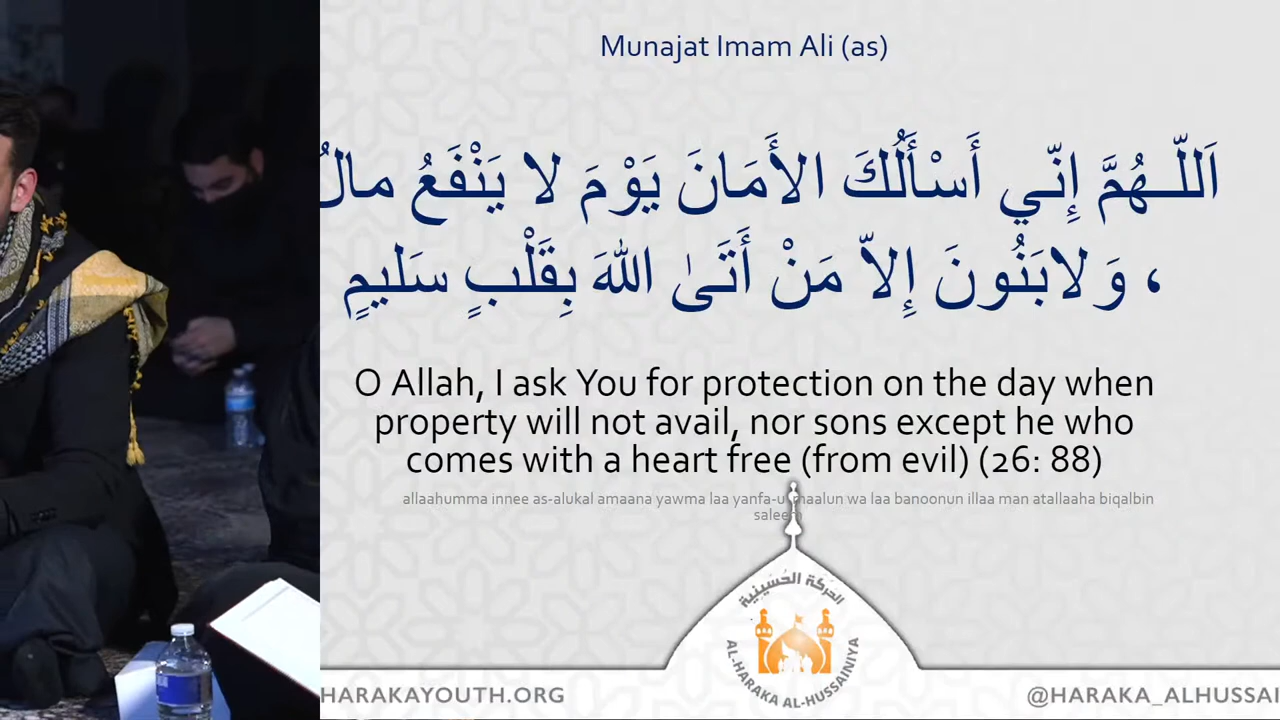 Munajat Imam Ali (as)
اَللّـهُمَّ إِنّي أَسْأَلُكَ الأَمَانَ يَوْمَ لا يَنْفَعُ مالٌ
، وَلابَنُونَ إِلاّ مَنْ أَتَىٰ اللهَ بِقَلْبٍ سَليمٍ
O Allah, I ask You for protection on the day when
property will not avail, nor sons except he who
comes with a heart free (from evil) (26: 88)
allaahumma innee as-alukal amaana yawma laa yanfa-u maalun wa laa banoonun illaa man atallaaha biqalbin
saleem
الحركة الحسينية
AL-HARAKA AL-HUSSAINIYA
HARAKAYOUTH.ORG
@HARAKA_ALHUSSAI